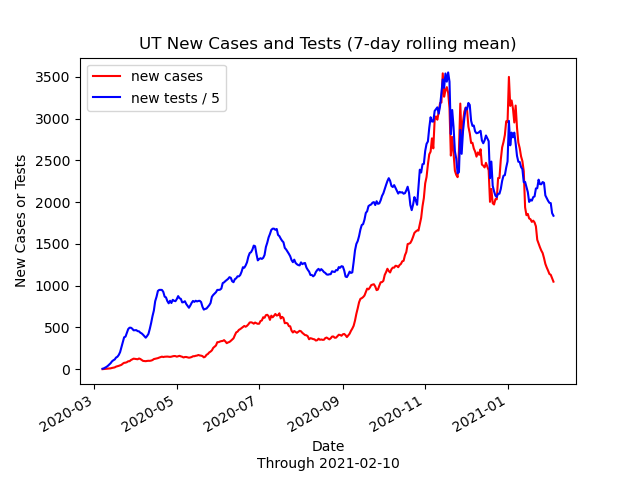 UT New Cases and Tests (7-day rolling mean)
new cases
new tests / 5
New Cases or Tests
3500
3000
2500
2000
1500
1000
500
0
2020-03
2020-05
2020-07
2020-09
2020-11
2021-01
Date
Through 2021-02-10